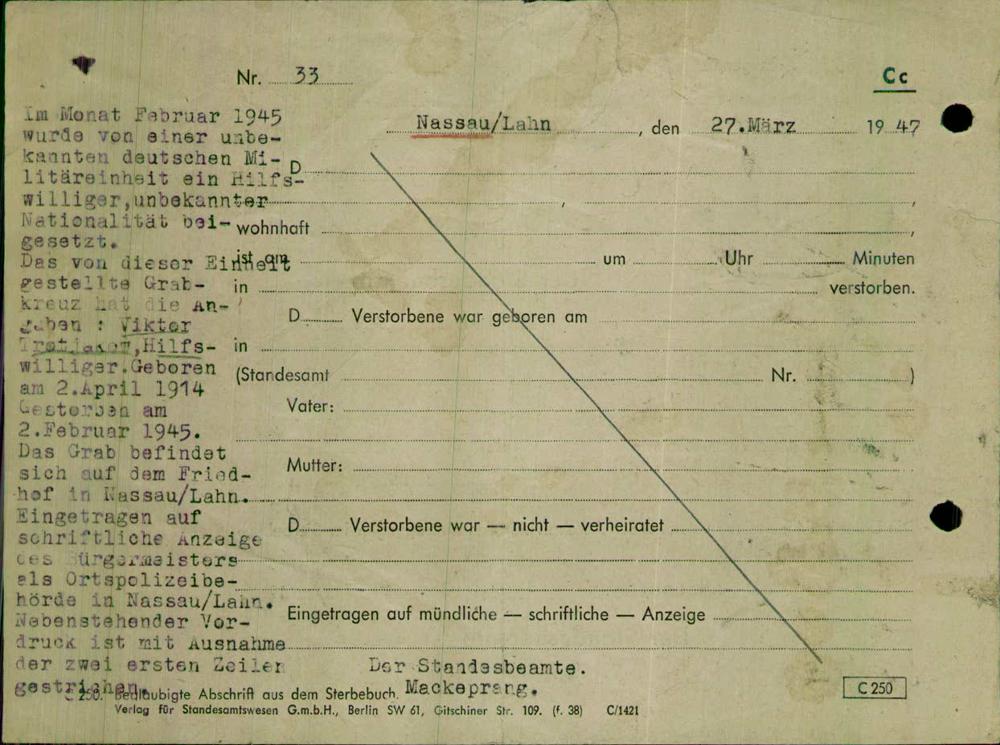 Nr. 33
Cc
Im Monat Februar 1945
wurde von einer unbe-
kannten deutschen Mi-
litäreinheit ein Hilfs-
williger,unbekannter
Nationalität bei-
gesetzt.
Das von dieser Einheit
gestellte Grab-
kreuz hat die An-
gaben : Viktor
,Hilfs-
williger.Geboren
am 2.April 1914
Gestorben am
2.Februar 1945.
Das Grab befindet
sich auf dem Fried-
hof in Nassau/Lahn.
Eingetragen auf
schriftliche Anzeige
des Bürgermeisters
als Ortspolizeibe-
hörde in Nassau/Lahn.
Nebenstehender Vor-
druck ist mit Ausnahme
der zwei ersten Zeilen
gestrichen.
Nassau/Lahn , den 27.März 19 47
D
, 
,
wohnhaft ,
ist am um Uhr Minuten
in verstorben.
D Verstorbene war geboren am
in
(Standesamt Nr. )
Vater:
Mutter:
D Verstorbene war — nicht — verheiratet
Eingetragen auf mündliche — schriftliche — Anzeige
Der Standesbeamte.
Mackeprang.
C 250. Beglaubigte Abschrift aus dem Sterbebuch.
C 250
Verlag für Standesamtswesen G.m.b.H., Berlin SW 61, Gitschiner Str. 109. (f. 38) C/1421